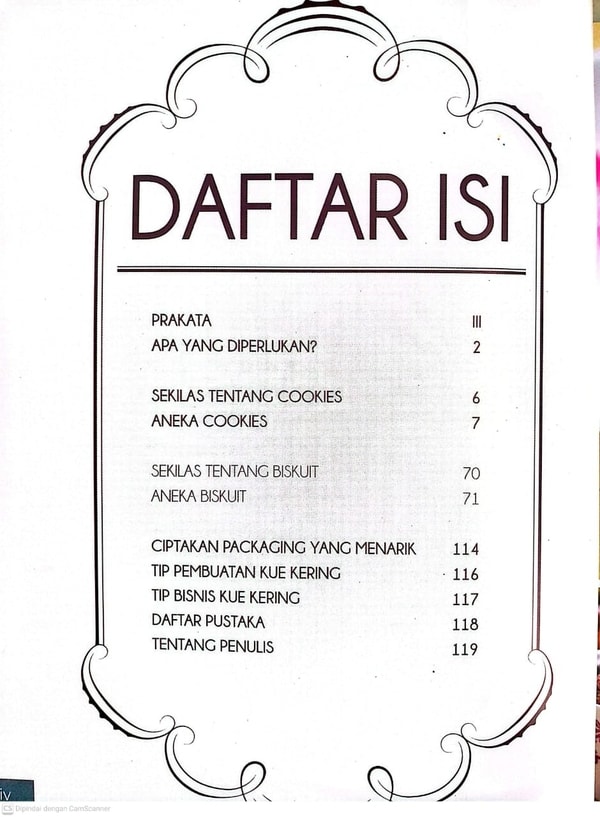 DAFTAR ISI
PRAKATA III
APA YANG DIPERLUKAN? 2
SEKILAS TENTANG COOKIES 6
ANEKA COOKIES 7
SEKILAS TENTANG BISKUIT 70
ANEKA BISKUIT 71
CIPTAKAN PACKAGING YANG MENARIK 114
TIP PEMBUATAN KUE KERING 116
TIP BISNIS KUE KERING 117
DAFTAR PUSTAKA 118
TENTANG PENULIS 119
iv
CS Dipindai dengan CamScanner